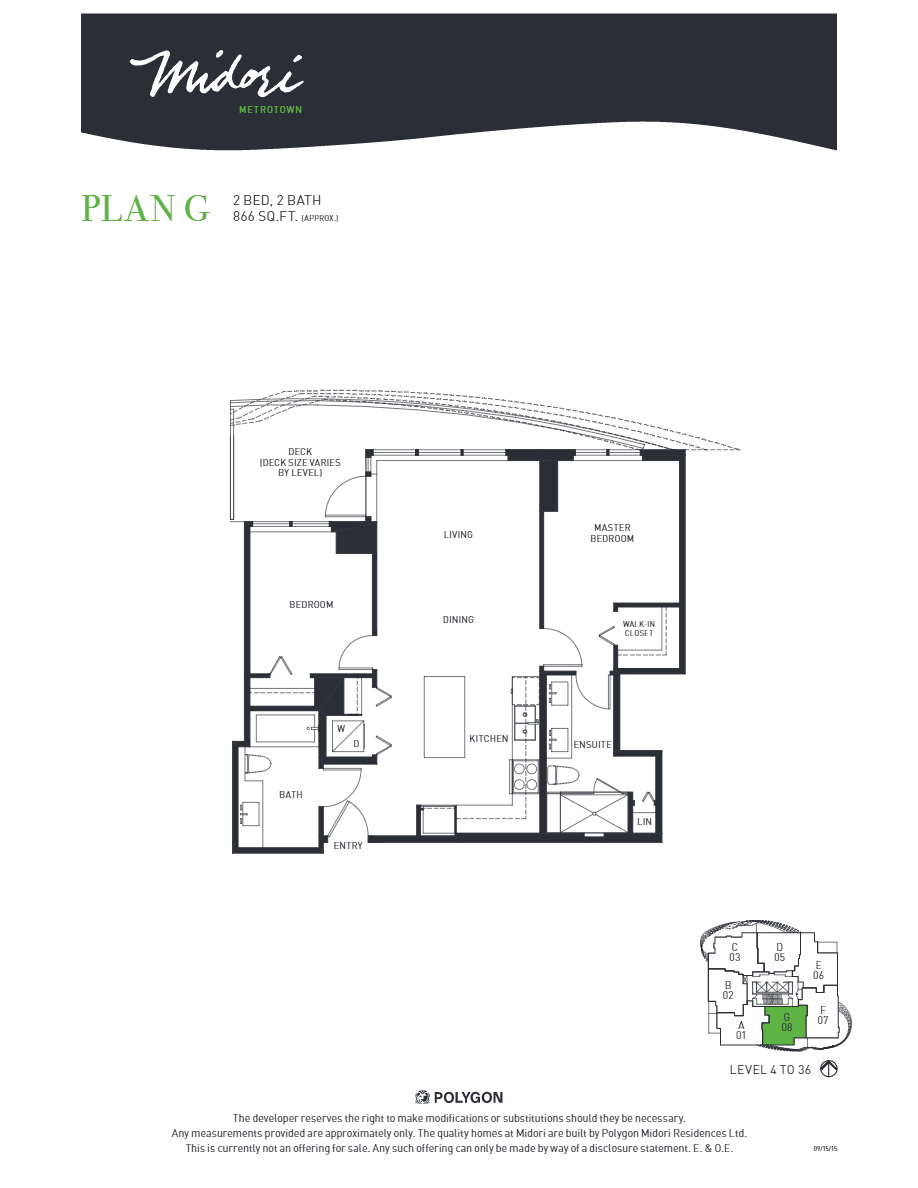 Midori
METROTOWN
PLAN G
2 BED, 2 BATH
866 SQ.FT. (APPROX.)
DECK
(DECK SIZE VARIES
BY LEVEL)
LIVING
MASTER
BEDROOM
BEDROOM
DINING
WALK-IN
CLOSET
W
D
KITCHEN
ENSUITE
BATH
LIN
ENTRY
C
03
D
05
E
06
B
02
A
01
G
08
F
07
LEVEL 4 TO 36
POLYGON
The developer reserves the right to make modifications or substitutions should they be necessary.
Any measurements provided are approximately only. The quality homes at Midori are built by Polygon Midori Residences Ltd.
This is currently not an offering for sale. Any such offering can only be made by way of a disclosure statement. E. & O.E.
09/15/15